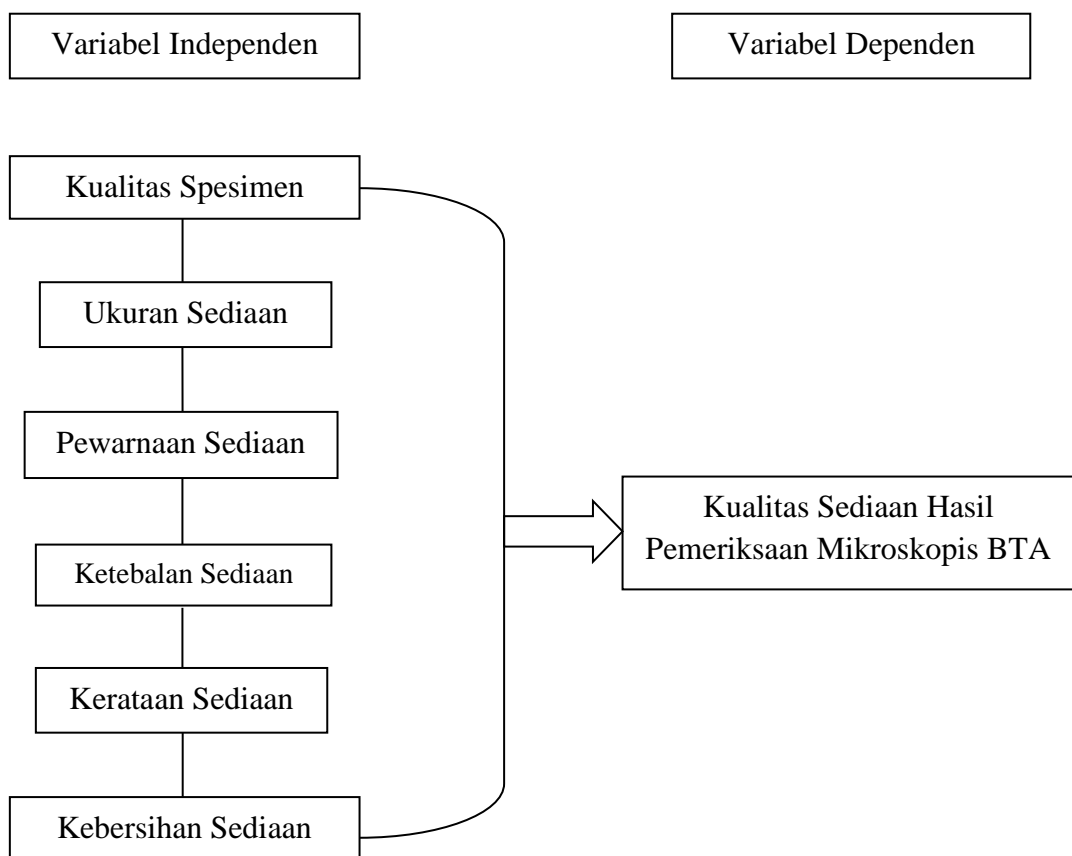 Variabel Independen
Variabel Dependen
Kualitas Spesimen
Ukuran Sediaan
Pewarnaan Sediaan
Ketebalan Sediaan
Kerataan Sediaan
Kebersihan Sediaan
Kualitas Sediaan Hasil
Pemeriksaan Mikroskopis BTA